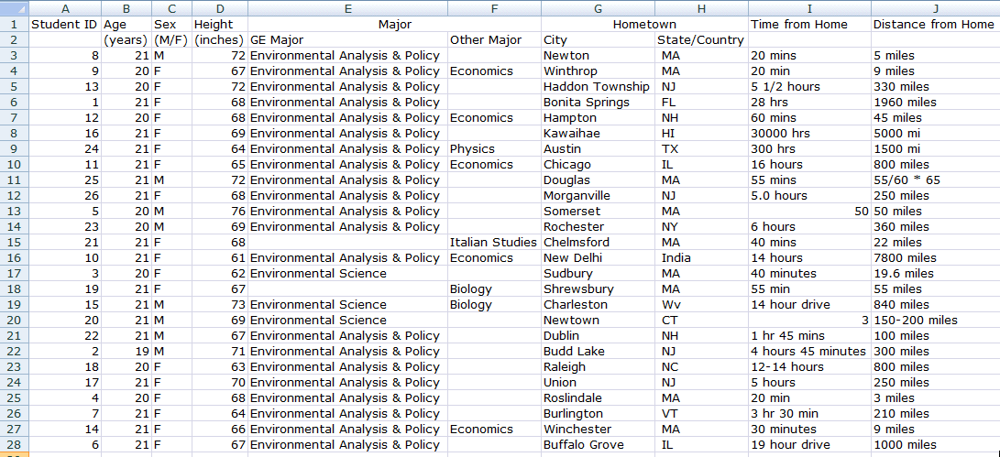 A B C D E F G H I J
1 Student ID Age Sex Height Major Hometown Time from Home Distance from Home
2 (years) (M/F) (inches) GE Major Other Major City State/Country
3 8 21 M 72 Environmental Analysis & Policy Newton MA 20 mins 5 miles
4 9 20 F 67 Environmental Analysis & Policy Economics Winthrop MA 20 min 9 miles
5 13 20 F 72 Environmental Analysis & Policy Haddon Township NJ 5 1/2 hours 330 miles
6 1 21 F 68 Environmental Analysis & Policy Bonita Springs FL 28 hrs 1960 miles
7 12 20 F 68 Environmental Analysis & Policy Economics Hampton NH 60 mins 45 miles
8 16 21 F 69 Environmental Analysis & Policy Kawaihae HI 30000 hrs 5000 mi
9 24 21 F 64 Environmental Analysis & Policy Physics Austin TX 300 hrs 1500 mi
10 11 21 F 65 Environmental Analysis & Policy Economics Chicago IL 16 hours 800 miles
11 25 21 M 72 Environmental Analysis & Policy Douglas MA 55 mins 55/60 * 65
12 26 21 F 68 Environmental Analysis & Policy Morganville NJ 5.0 hours 250 miles
13 5 20 M 76 Environmental Analysis & Policy Somerset MA 50 50 miles
14 23 20 M 69 Environmental Analysis & Policy Rochester NY 6 hours 360 miles
15 21 21 F 68 Italian Studies Chelmsford MA 40 mins 22 miles
16 10 21 F 61 Environmental Analysis & Policy Economics New Delhi India 14 hours 7800 miles
17 3 20 F 62 Environmental Science Sudbury MA 40 minutes 19.6 miles
18 19 21 F 67 Biology Shrewsbury MA 55 min 55 miles
19 15 21 M 73 Environmental Science Biology Charleston Wv 14 hour drive 840 miles
20 20 21 M 69 Environmental Science Newtown CT 3 150-200 miles
21 22 21 M 67 Environmental Analysis & Policy Dublin NH 1 hr 45 mins 100 miles
22 2 19 M 71 Environmental Analysis & Policy Budd Lake NJ 4 hours 45 minutes 300 miles
23 18 20 F 63 Environmental Analysis & Policy Raleigh NC 12-14 hours 800 miles
24 17 21 F 70 Environmental Analysis & Policy Union NJ 5 hours 250 miles
25 4 20 F 68 Environmental Analysis & Policy Roslindale MA 20 min 3 miles
26 7 21 F 64 Environmental Analysis & Policy Burlington VT 3 hr 30 min 210 miles
27 14 21 F 66 Environmental Analysis & Policy Economics Winchester MA 30 minutes 9 miles
28 6 21 F 67 Environmental Analysis & Policy Buffalo Grove IL 19 hour drive 1000 miles